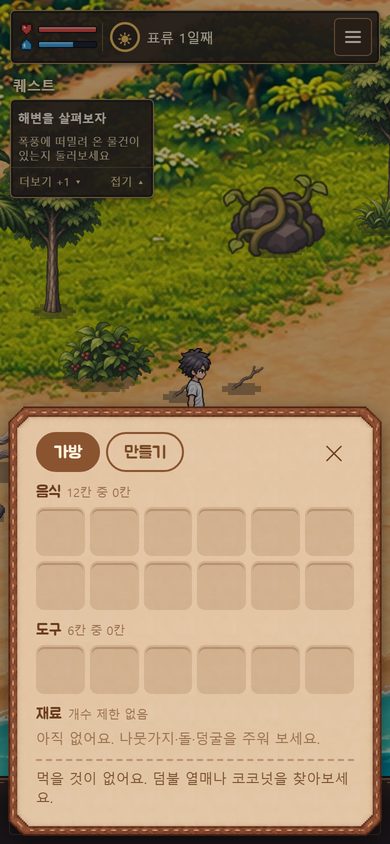 표류 1일째
퀘스트
해변을 살펴보자
폭풍에 떠밀려 온 물건이
있는지 둘러보세요
더보기 +1 ▾ 접기 ▴
가방 만들기
음식 12칸 중 0칸
도구 6칸 중 0칸
재료 개수 제한 없음
아직 없어요. 나뭇가지·돌·덩굴을 주워 보세요.
먹을 것이 없어요. 덤불 열매나 코코넛을 찾아보세
요.